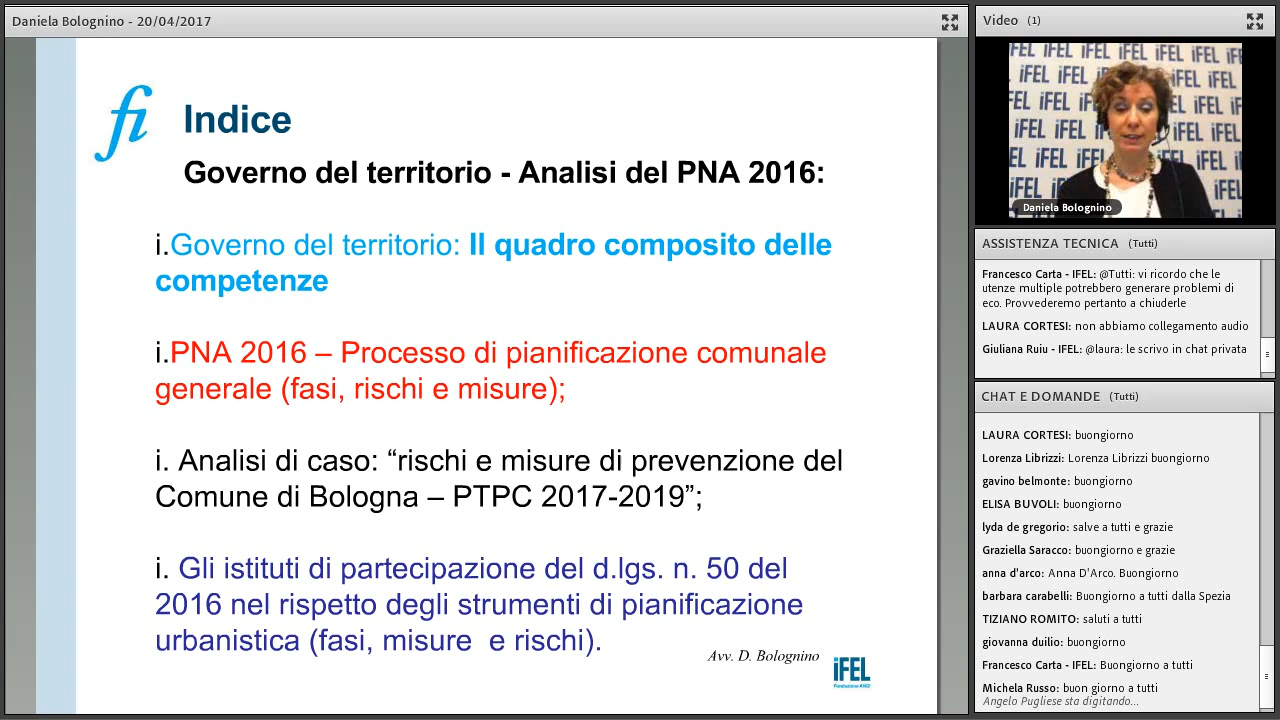 Daniela Bolognino - 20/04/2017
fi
Indice
Governo del territorio - Analisi del PNA 2016:
i.Governo del territorio: Il quadro composito delle
competenze
i.PNA 2016 – Processo di pianificazione comunale
generale (fasi, rischi e misure);
i. Analisi di caso: “rischi e misure di prevenzione del
Comune di Bologna – PTPC 2017-2019”;
i. Gli istituti di partecipazione del d.lgs. n. 50 del
2016 nel rispetto degli strumenti di pianificazione
urbanistica (fasi, misure e rischi).
Avv. D. Bolognino
iFEL
Fondazione ANCI
Video (1)
iFEL iFEL iFEL
Daniela Bolognino
ASSISTENZA TECNICA (Tutti)
Francesco Carta - IFEL: @Tutti: vi ricordo che le
utenze multiple potrebbero generare problemi di
eco. Provvederemo pertanto a chiuderle
LAURA CORTESI: non abbiamo collegamento audio
Giuliana Ruiu - IFEL: @laura: le scrivo in chat privata
CHAT E DOMANDE (Tutti)
LAURA CORTESI: buongiorno
Lorenza Librizzi: Lorenza Librizzi buongiorno
gavino belmonte: buongiorno
ELISA BUVOLI: buongiorno
lyda de gregorio: salve a tutti e grazie
Graziella Saracco: buongiorno e grazie
anna d'arco: Anna D'Arco. Buongiorno
barbara carabelli: Buongiorno a tutti dalla Spezia
TIZIANO ROMITO: saluti a tutti
giovanna duilio: buongiorno
Francesco Carta - IFEL: Buongiorno a tutti
Michela Russo: buon giorno a tutti
Angelo Pugliese sta digitando...